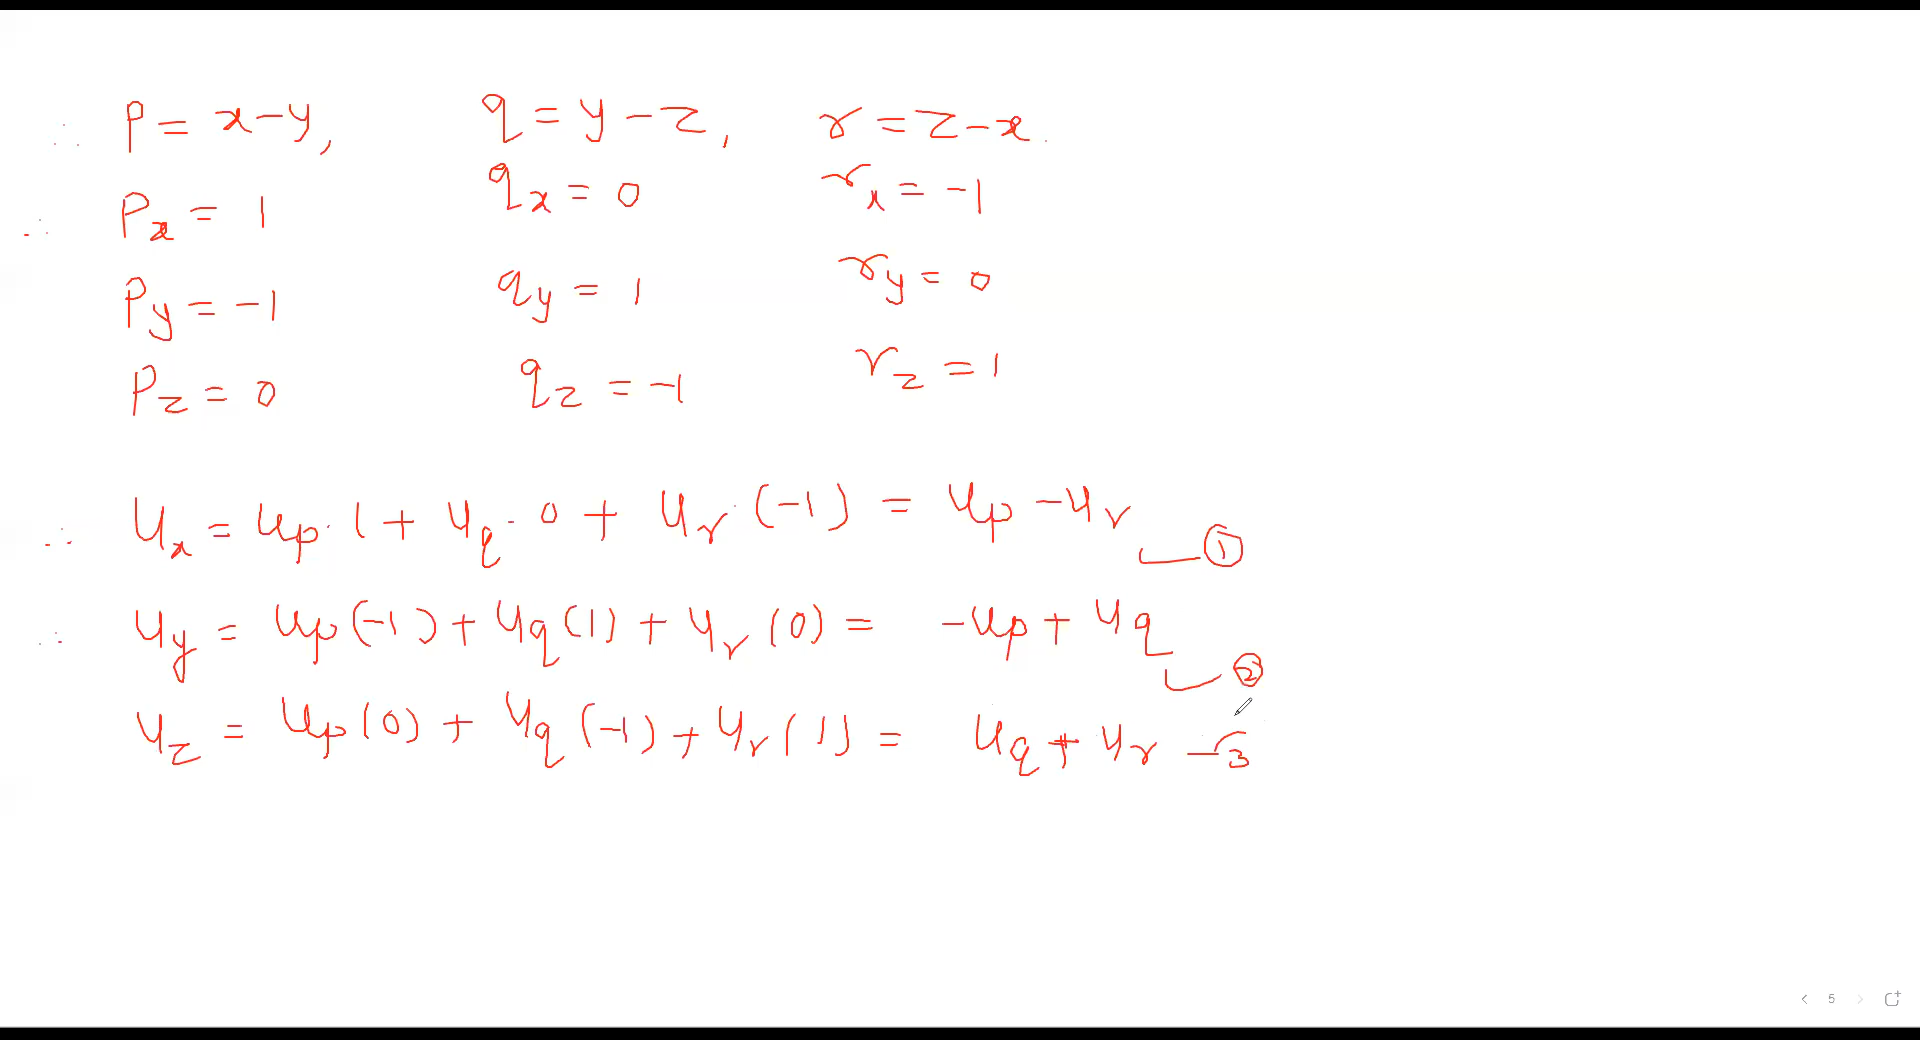 ∴ p = x - y, q = y - z, r = z - x.
∴ p_x = 1 q_x = 0 r_x = -1
p_y = -1 q_y = 1 r_y = 0
p_z = 0 q_z = -1 r_z = 1
∴ u_x = u_p · 1 + u_q · 0 + u_r · (-1) = u_p - u_r — ①
∴ u_y = u_p (-1) + u_q (1) + u_r (0) = -u_p + u_q — ②
u_z = u_p (0) + u_q (-1) + u_r (1) = u_q + u_r — 3
5